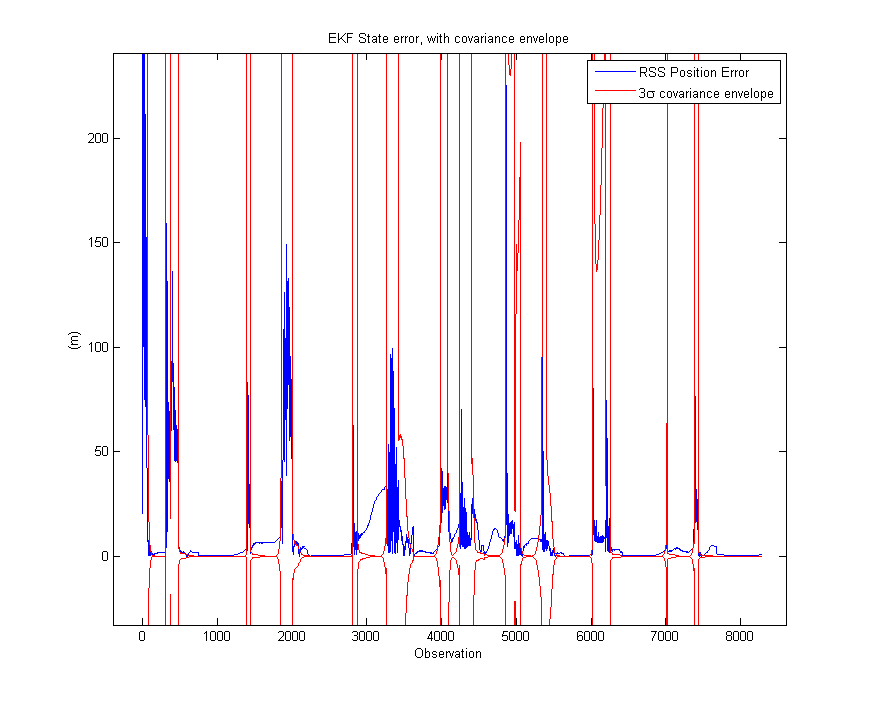 EKF State error, with covariance envelope
RSS Position Error
3σ covariance envelope
200
150
100
50
0
(m)
0 1000 2000 3000 4000 5000 6000 7000 8000
Observation